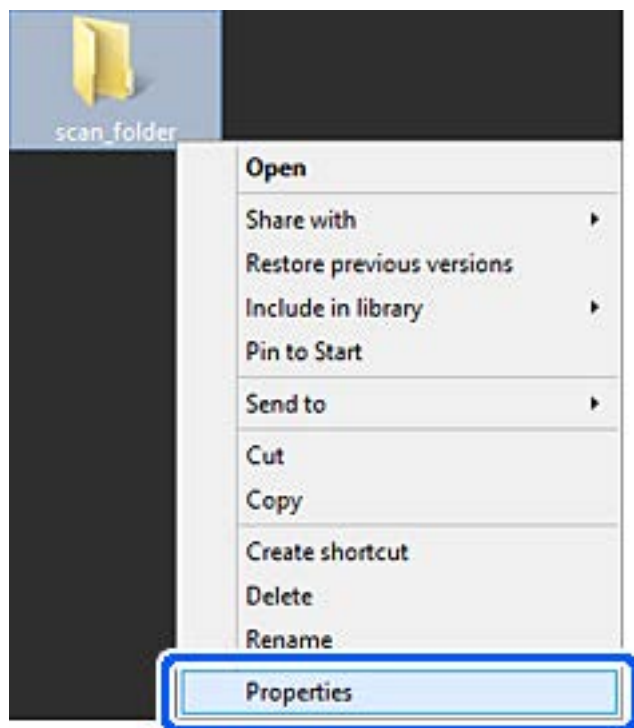 scan_folder
Open
Share with
Restore previous versions
Include in library
Pin to Start
Send to
Cut
Copy
Create shortcut
Delete
Rename
Properties